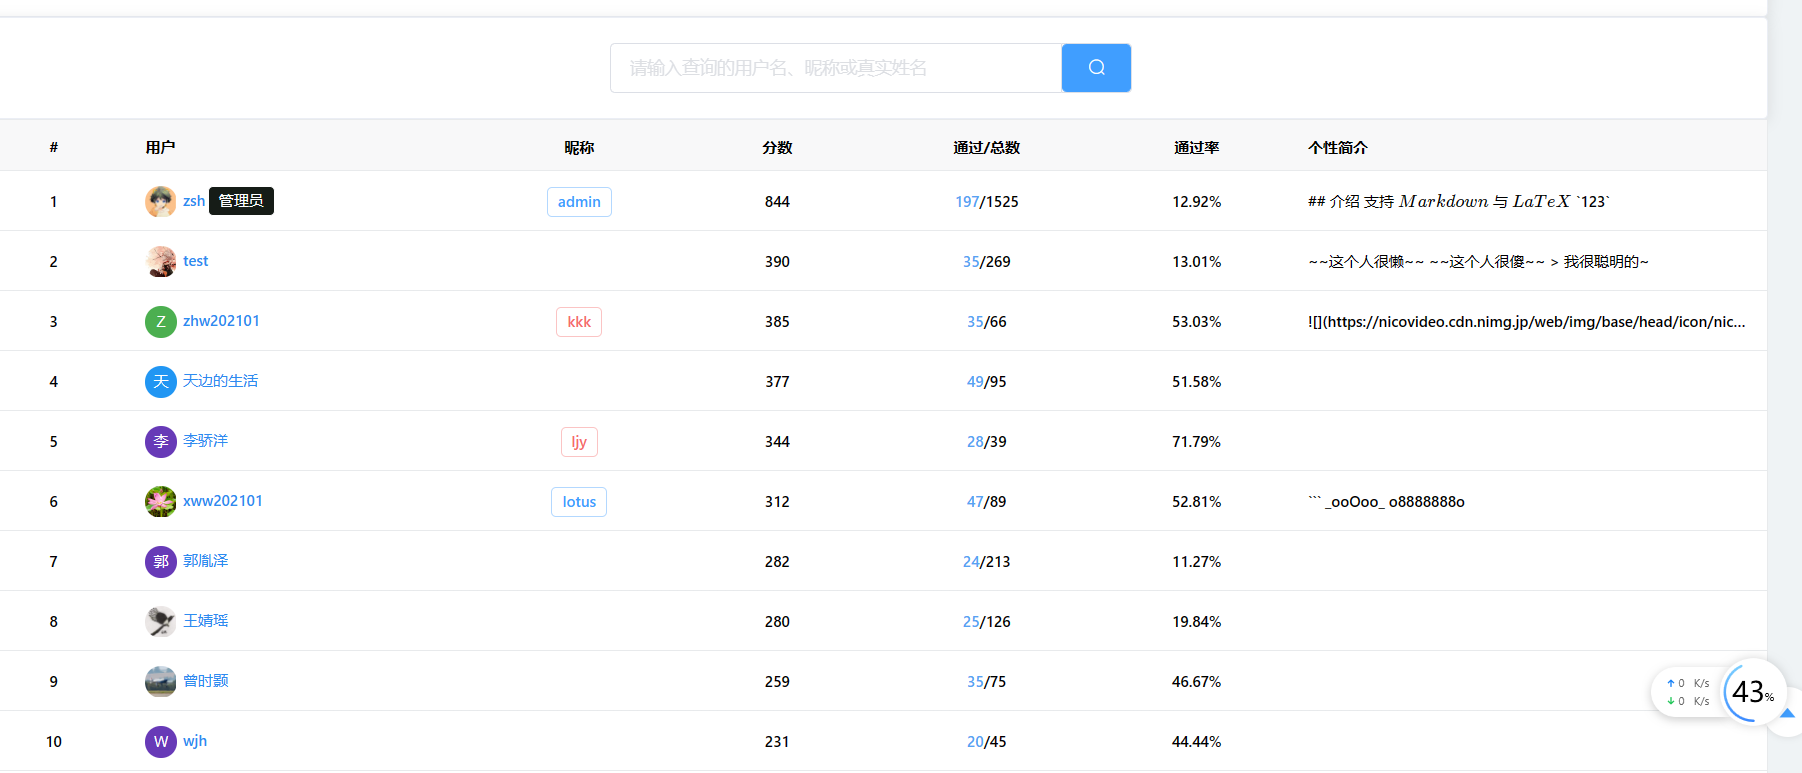 请输入查询的用户名、昵称或真实姓名
# 用户 昵称 分数 通过/总数 通过率 个性简介
1 zsh 管理员 admin 844 197/1525 12.92% ## 介绍 支持 Markdown 与 LaTeX `123`
2 test 390 35/269 13.01% ~~这个人很懒~~ ~~这个人很傻~~ > 我很聪明的~
3 Z zhw202101 kkk 385 35/66 53.03% ![](https://nicovideo.cdn.nimg.jp/web/img/base/head/icon/nic...
4 天 天边的生活 377 49/95 51.58%
5 李 李骄洋 ljy 344 28/39 71.79%
6 xww202101 lotus 312 47/89 52.81% ``` _ooOoo_ o8888888o
7 郭 郭胤泽 282 24/213 11.27%
8 王婧瑶 280 25/126 19.84%
9 曾时颢 259 35/75 46.67%
10 W wjh 231 20/45 44.44%
↑ 0 K/s
↓ 0 K/s
43%